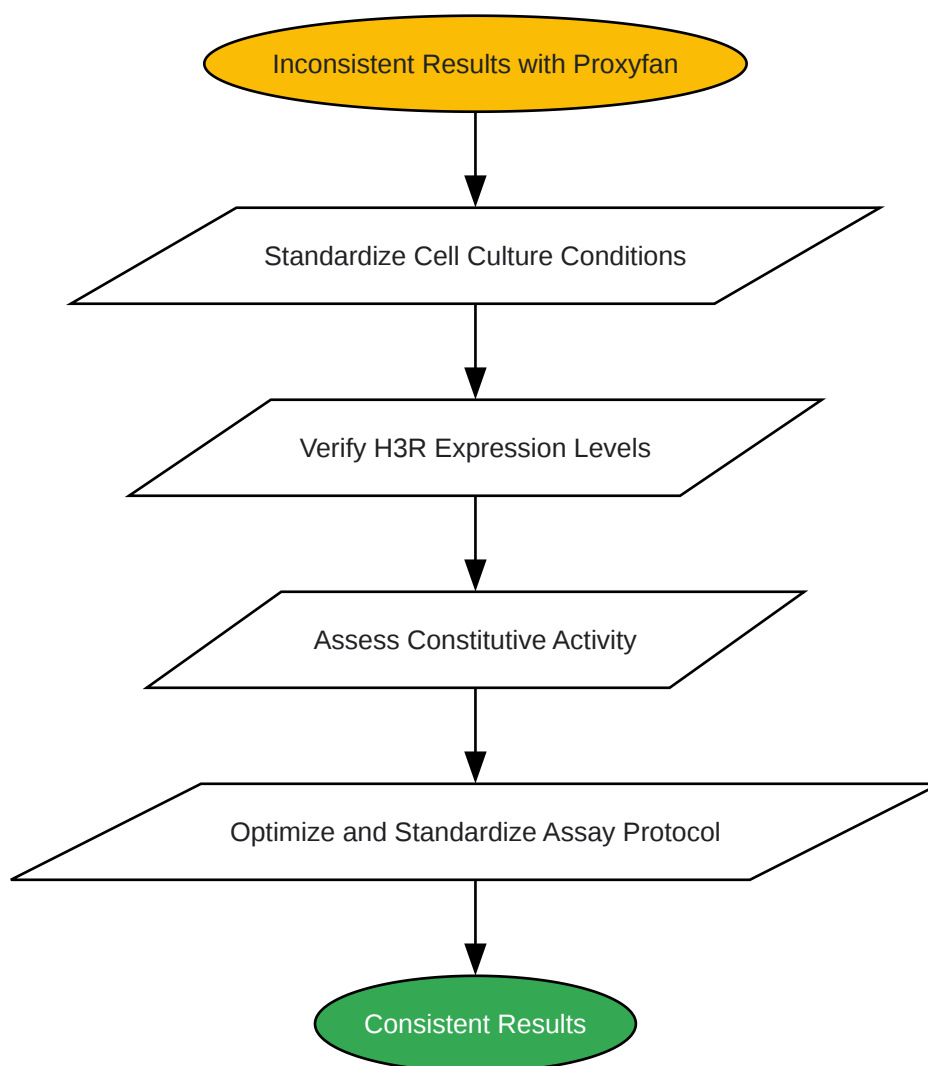 Inconsistent Results with Proxyfan
Standardize Cell Culture Conditions
Verify H3R Expression Levels
Assess Constitutive Activity
Optimize and Standardize Assay Protocol
Consistent Results